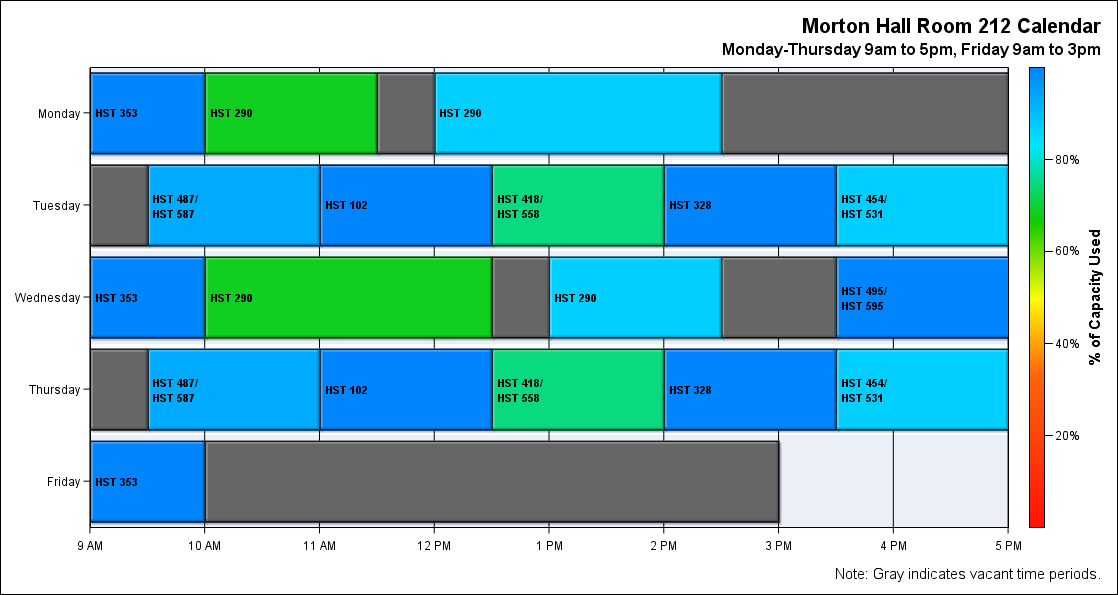 Morton Hall Room 212 Calendar
Monday-Thursday 9am to 5pm, Friday 9am to 3pm
Monday
HST 353
HST 290
HST 290
Tuesday
HST 487/
HST 587
HST 102
HST 418/
HST 558
HST 328
HST 454/
HST 531
Wednesday
HST 353
HST 290
HST 290
HST 495/
HST 595
Thursday
HST 487/
HST 587
HST 102
HST 418/
HST 558
HST 328
HST 454/
HST 531
Friday
HST 353
9 AM
10 AM
11 AM
12 PM
1 PM
2 PM
3 PM
4 PM
5 PM
80%
60%
40%
20%
% of Capacity Used
Note: Gray indicates vacant time periods.